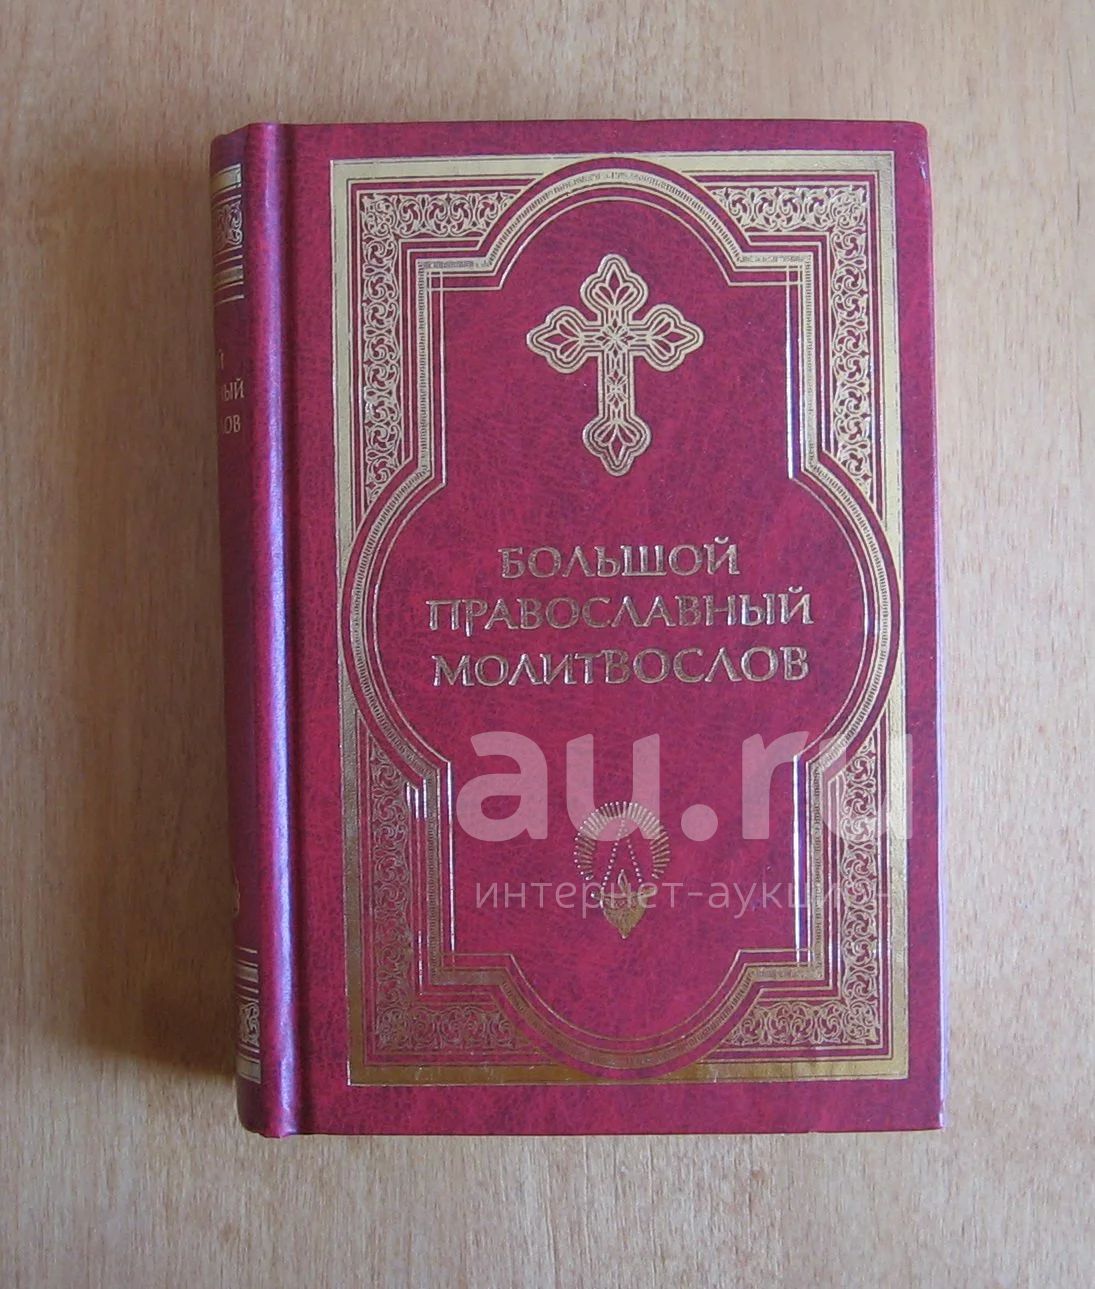 БОЛЬШОЙ
ПРАВОСЛАВНЫЙ
МОЛИТВОСЛОВ
au.ru
интернет-аукцион